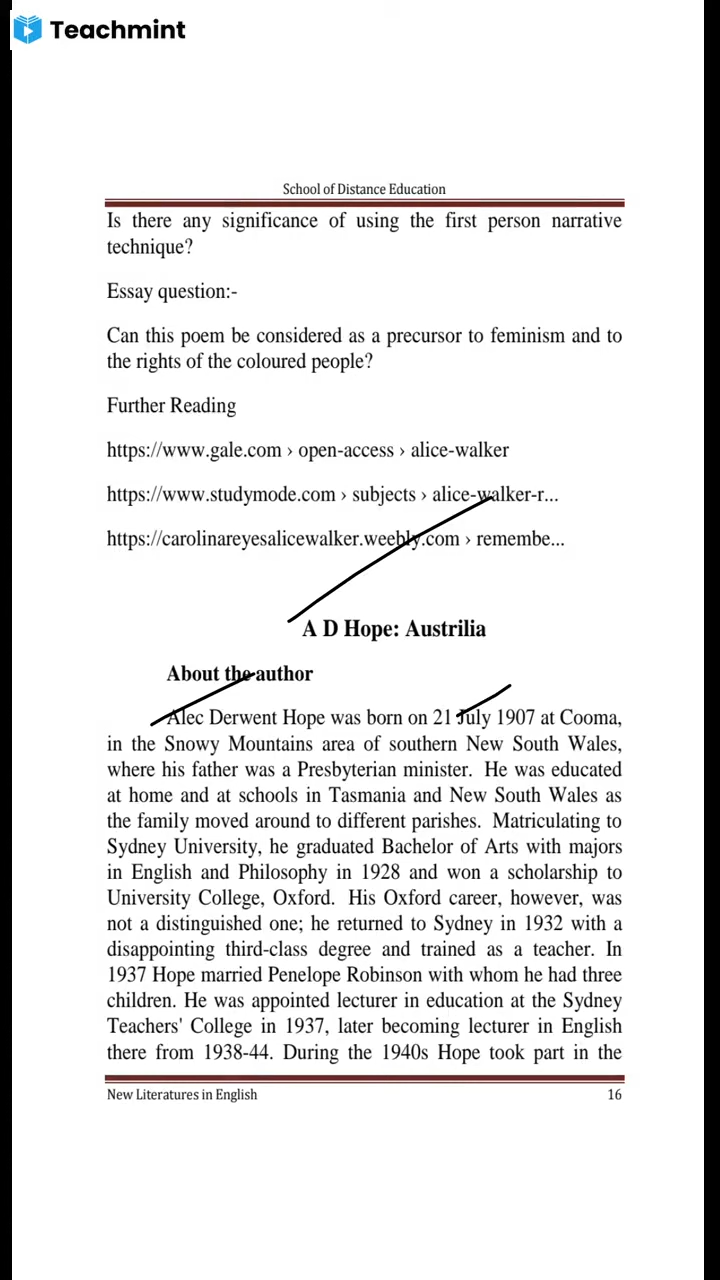 Teachmint
School of Distance Education
Is there any significance of using the first person narrative
technique?
Essay question:-
Can this poem be considered as a precursor to feminism and to
the rights of the coloured people?
Further Reading
https://www.gale.com › open-access › alice-walker
https://www.studymode.com › subjects › alice-walker-r...
https://carolinareyesalicewalker.weebly.com › remembe...
A D Hope: Austrilia
About the author
Alec Derwent Hope was born on 21 July 1907 at Cooma,
in the Snowy Mountains area of southern New South Wales,
where his father was a Presbyterian minister. He was educated
at home and at schools in Tasmania and New South Wales as
the family moved around to different parishes. Matriculating to
Sydney University, he graduated Bachelor of Arts with majors
in English and Philosophy in 1928 and won a scholarship to
University College, Oxford. His Oxford career, however, was
not a distinguished one; he returned to Sydney in 1932 with a
disappointing third-class degree and trained as a teacher. In
1937 Hope married Penelope Robinson with whom he had three
children. He was appointed lecturer in education at the Sydney
Teachers' College in 1937, later becoming lecturer in English
there from 1938-44. During the 1940s Hope took part in the
New Literatures in English 16